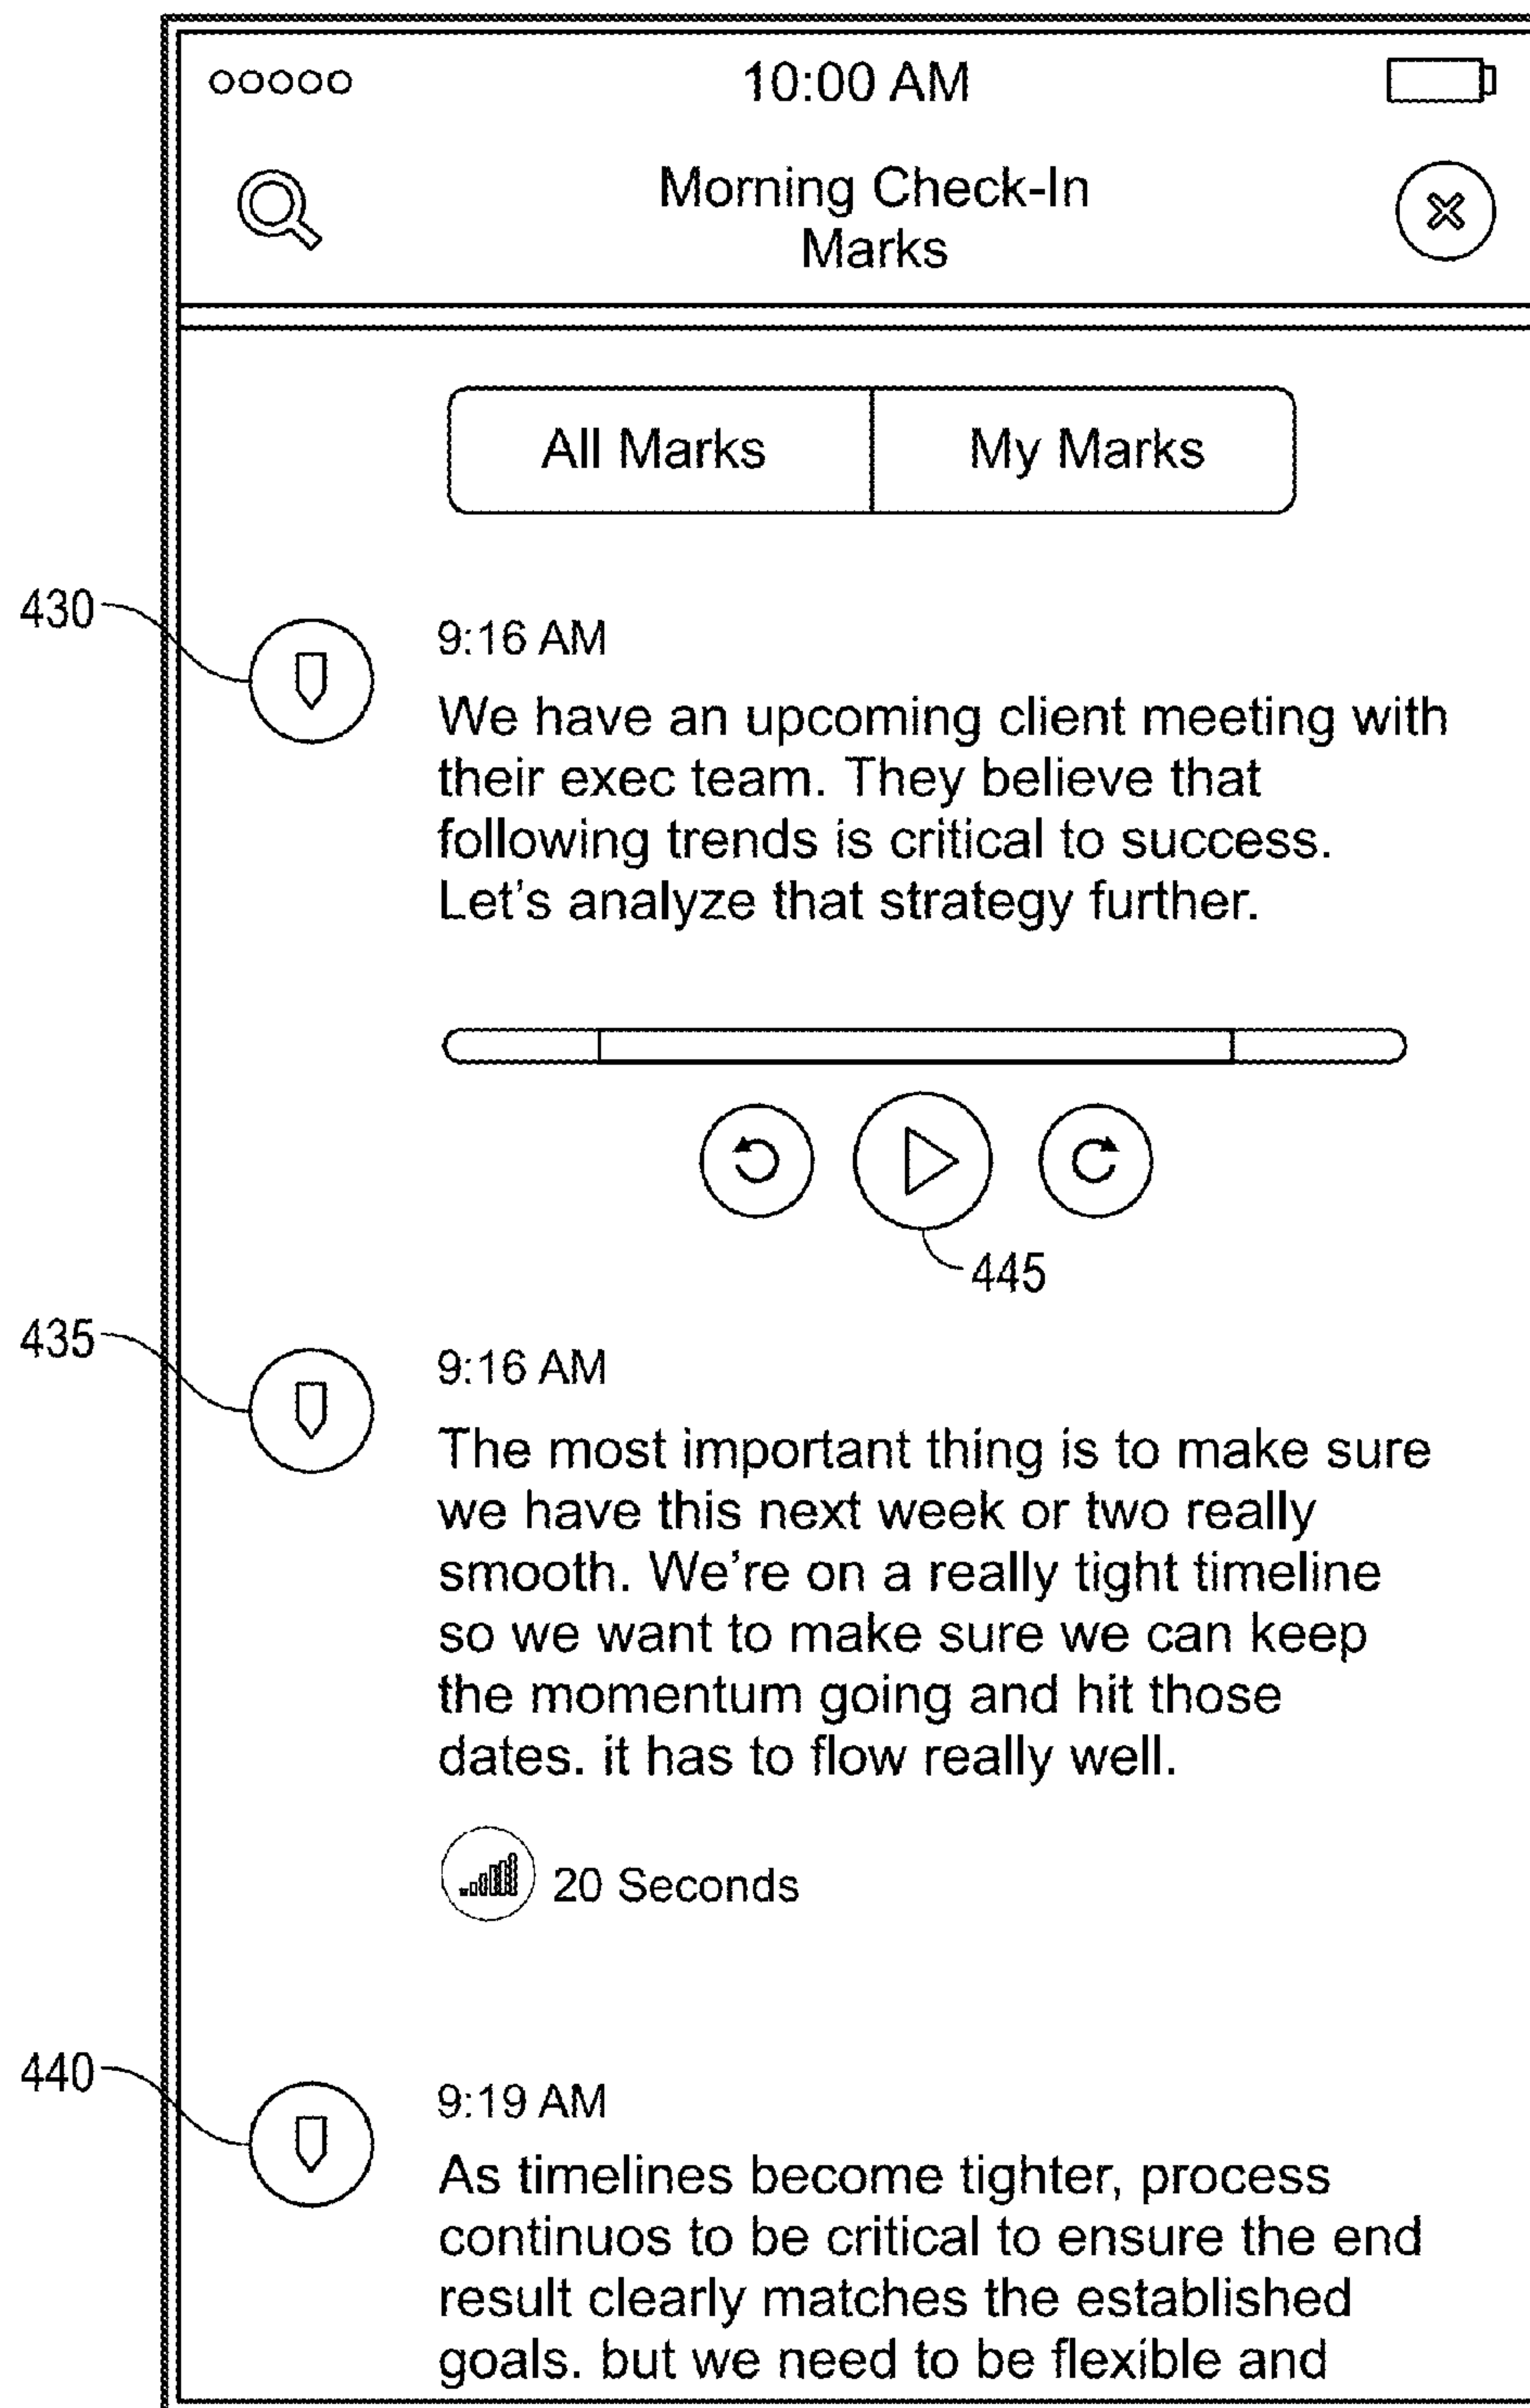 10:00 AM
Morning Check-In
Marks
All Marks
My Marks
430
9:16 AM
We have an upcoming client meeting with
their exec team. They believe that
following trends is critical to success.
Let's analyze that strategy further.
445
435
9:16 AM
The most important thing is to make sure
we have this next week or two really
smooth. We're on a really tight timeline
so we want to make sure we can keep
the momentum going and hit those
dates. it has to flow really well.
20 Seconds
440
9:19 AM
As timelines become tighter, process
continuos to be critical to ensure the end
result clearly matches the established
goals. but we need to be flexible and